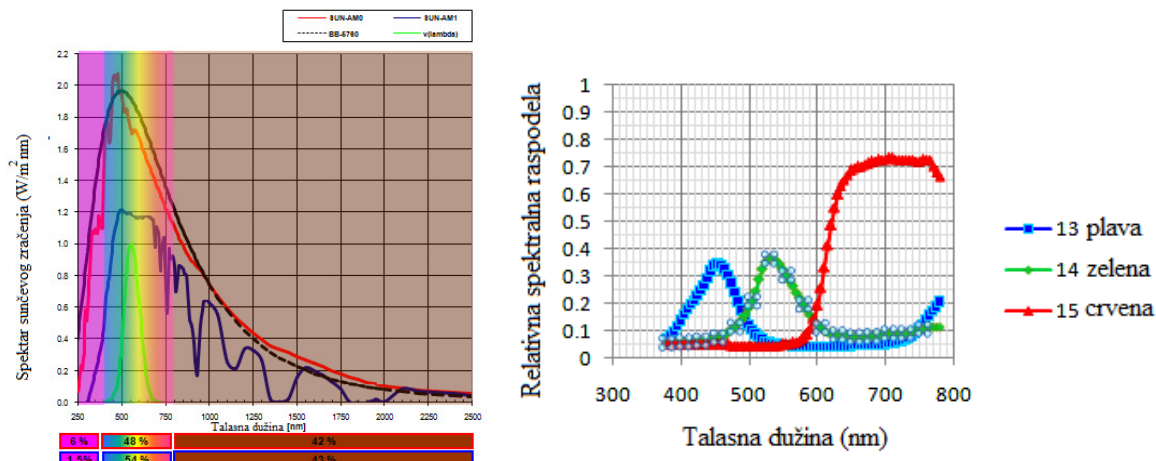 SUN-AM0 SUN-AM1
BB-5760 v(lambda)
Spektar sunčevog zračenja (W/m² nm)
2.2
2.0
1.8
1.6
1.4
1.2
1.0
0.8
0.6
0.4
0.2
0.0
250 500 750 1000 1250 1500 1750 2000 2250 2500
Talasna dužina [nm]
6 % 48 % 42 %
1.5% 54 % 43 %
Relativna spektralna raspodela
1
0.9
0.8
0.7
0.6
0.5
0.4
0.3
0.2
0.1
0
300 400 500 600 700 800
Talasna dužina (nm)
13 plava
14 zelena
15 crvena